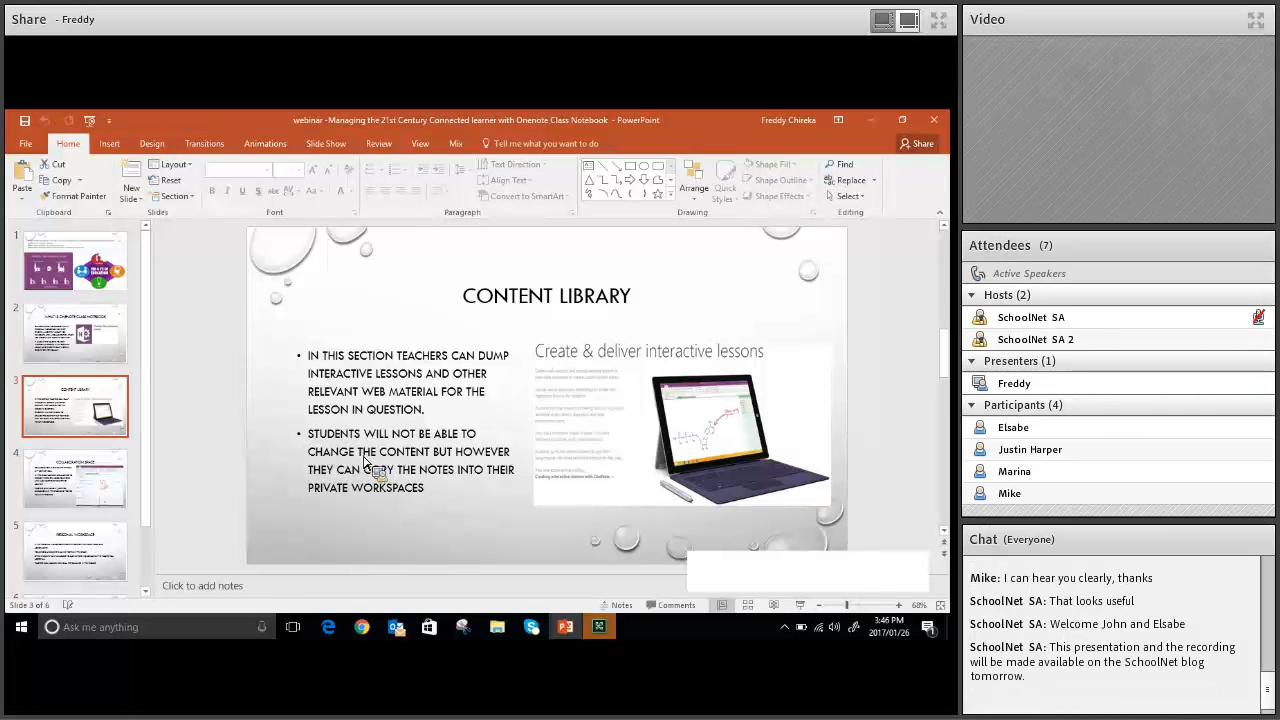 Share - Freddy
Video
webinar -Managing the 21st Century Connected learner with Onenote Class Notebook - PowerPoint
Freddy Chireka
File Home Insert Design Transitions Animations Slide Show Review View Mix Tell me what you want to do
Share
Paste
Cut
Copy
Format Painter
Clipboard
New
Slide
Layout
Reset
Section
Slides
Font
Text Direction
Align Text
Convert to SmartArt
Paragraph
Arrange
Quick
Styles
Shape Fill
Shape Outline
Shape Effects
Drawing
Find
Replace
Select
Editing
1
2
3
CONTENT LIBRARY
4
5
CONTENT LIBRARY
• IN THIS SECTION TEACHERS CAN DUMP
INTERACTIVE LESSONS AND OTHER
RELEVANT WEB MATERIAL FOR THE
LESSON IN QUESTION.
STUDENTS WILL NOT BE ABLE TO
CHANGE THE CONTENT BUT HOWEVER
THEY CAN THE NOTES INTO THEIR
PRIVATE WORKSPACES
Create & deliver interactive lessons
Click to add notes
Slide 3 of 6
Notes
Comments
68%
Ask me anything
3:46 PM
2017/01/26
Attendees (7)
Active Speakers
Hosts (2)
SchoolNet SA
SchoolNet SA 2
Presenters (1)
Freddy
Participants (4)
Elsabe
Justin Harper
Marina
Mike
Chat (Everyone)
Mike: I can hear you clearly, thanks
SchoolNet SA: That looks useful
SchoolNet SA: Welcome John and Elsabe
SchoolNet SA: This presentation and the recording
will be made available on the SchoolNet blog
tomorrow.